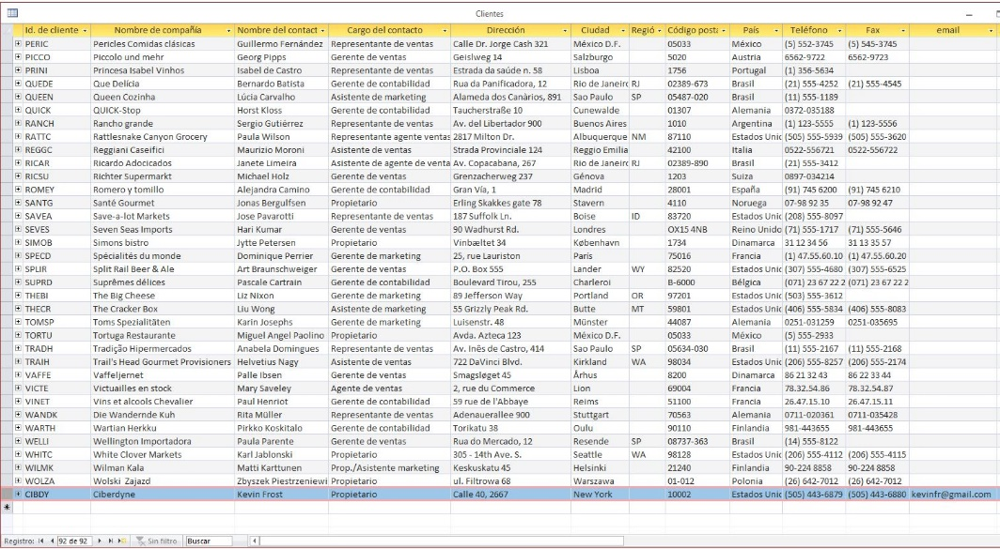 Clientes
Id. de cliente Nombre de compañía Nombre del contact Cargo del contacto Dirección Ciudad Regió Código posta País Teléfono Fax email
PERIC Pericles Comidas clásicas Guillermo Fernández Representante de ventas Calle Dr. Jorge Cash 321 México D.F. 05033 México (5) 552-3745 (5) 545-3745
PICCO Piccolo und mehr Georg Pipps Gerente de ventas Geislweg 14 Salzburgo 5020 Austria 6562-9722 6562-9723
PRINI Princesa Isabel Vinhos Isabel de Castro Representante de ventas Estrada da saúde n. 58 Lisboa 1756 Portugal (1) 356-5634
QUEDE Que Delícia Bernardo Batista Gerente de contabilidad Rua da Panificadora, 12 Rio de Janeirc RJ 02389-673 Brasil (21) 555-4252 (21) 555-4545
QUEEN Queen Cozinha Lúcia Carvalho Asistente de marketing Alameda dos Canàrios, 891 Sao Paulo SP 05487-020 Brasil (11) 555-1189
QUICK QUICK-Stop Horst Kloss Gerente de contabilidad Taucherstraße 10 Cunewalde 01307 Alemania 0372-035188
RANCH Rancho grande Sergio Gutiérrez Representante de ventas Av. del Libertador 900 Buenos Aires 1010 Argentina (1) 123-5555 (1) 123-5556
RATTC Rattlesnake Canyon Grocery Paula Wilson Representante agente ventas 2817 Milton Dr. Albuquerque NM 87110 Estados Unic (505) 555-5939 (505) 555-3620
REGGC Reggiani Caseifici Maurizio Moroni Asistente de ventas Strada Provinciale 124 Reggio Emilia 42100 Italia 0522-556721 0522-556722
RICAR Ricardo Adocicados Janete Limeira Asistente de agente de venta Av. Copacabana, 267 Rio de Janeirc RJ 02389-890 Brasil (21) 555-3412
RICSU Richter Supermarkt Michael Holz Gerente de ventas Grenzacherweg 237 Génova 1203 Suiza 0897-034214
ROMEY Romero y tomillo Alejandra Camino Gerente de contabilidad Gran Vía, 1 Madrid 28001 España (91) 745 6200 (91) 745 6210
SANTG Santé Gourmet Jonas Bergulfsen Propietario Erling Skakkes gate 78 Stavern 4110 Noruega 07-98 92 35 07-98 92 47
SAVEA Save-a-lot Markets Jose Pavarotti Representante de ventas 187 Suffolk Ln. Boise ID 83720 Estados Unic (208) 555-8097
SEVES Seven Seas Imports Hari Kumar Gerente de ventas 90 Wadhurst Rd. Londres OX15 4NB Reino Unido (71) 555-1717 (71) 555-5646
SIMOB Simons bistro Jytte Petersen Propietario Vinbæltet 34 København 1734 Dinamarca 31 12 34 56 31 13 35 57
SPECD Spécialités du monde Dominique Perrier Gerente de marketing 25, rue Lauriston París 75016 Francia (1) 47.55.60.10 (1) 47.55.60.20
SPLIR Split Rail Beer & Ale Art Braunschweiger Gerente de ventas P.O. Box 555 Lander WY 82520 Estados Unic (307) 555-4680 (307) 555-6525
SUPRD Suprêmes délices Pascale Cartrain Gerente de contabilidad Boulevard Tirou, 255 Charleroi B-6000 Bélgica (071) 23 67 22 2 (071) 23 67 22 2
THEBI The Big Cheese Liz Nixon Gerente de marketing 89 Jefferson Way Portland OR 97201 Estados Unic (503) 555-3612
THECR The Cracker Box Liu Wong Asistente de marketing 55 Grizzly Peak Rd. Butte MT 59801 Estados Unic (406) 555-5834 (406) 555-8083
TOMSP Toms Spezialitäten Karin Josephs Gerente de marketing Luisenstr. 48 Münster 44087 Alemania 0251-031259 0251-035695
TORTU Tortuga Restaurante Miguel Angel Paolino Propietario Avda. Azteca 123 México D.F. 05033 México (5) 555-2933
TRADH Tradição Hipermercados Anabela Domingues Representante de ventas Av. Inês de Castro, 414 Sao Paulo SP 05634-030 Brasil (11) 555-2167 (11) 555-2168
TRAIH Trail's Head Gourmet Provisioners Helvetius Nagy Asistente de ventas 722 DaVinci Blvd. Kirkland WA 98034 Estados Unic (206) 555-8257 (206) 555-2174
VAFFE Vaffeljernet Palle Ibsen Gerente de ventas Smagsløget 45 Århus 8200 Dinamarca 86 21 32 43 86 22 33 44
VICTE Victuailles en stock Mary Saveley Agente de ventas 2, rue du Commerce Lion 69004 Francia 78.32.54.86 78.32.54.87
VINET Vins et alcools Chevalier Paul Henriot Gerente de contabilidad 59 rue de l'Abbaye Reims 51100 Francia 26.47.15.10 26.47.15.11
WANDK Die Wandernde Kuh Rita Müller Representante de ventas Adenauerallee 900 Stuttgart 70563 Alemania 0711-020361 0711-035428
WARTH Wartian Herkku Pirkko Koskitalo Gerente de contabilidad Torikatu 38 Oulu 90110 Finlandia 981-443655 981-443655
WELLI Wellington Importadora Paula Parente Gerente de ventas Rua do Mercado, 12 Resende SP 08737-363 Brasil (14) 555-8122
WHITC White Clover Markets Karl Jablonski Propietario 305 - 14th Ave. S. Seattle WA 98128 Estados Unic (206) 555-4112 (206) 555-4115
WILMK Wilman Kala Matti Karttunen Prop./Asistente marketing Keskuskatu 45 Helsinki 21240 Finlandia 90-224 8858 90-224 8858
WOLZA Wolski Zajazd Zbyszek Piestrzeniewi Propietario ul. Filtrowa 68 Warszawa 01-012 Polonia (26) 642-7012 (26) 642-7012
CIBDY Ciberdyne Kevin Frost Propietario Calle 40, 2667 New York 10002 Estados Unic (505) 443-6879 (505) 443-6880 kevinfr@gmail.com
Registro: 92 de 92 Sin filtro Buscar